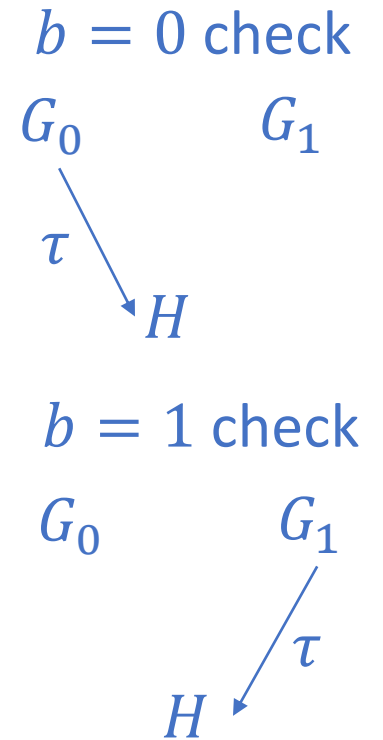 b = 0 check
G₀ G₁
τ
H
b = 1 check
G₀ G₁
τ
H